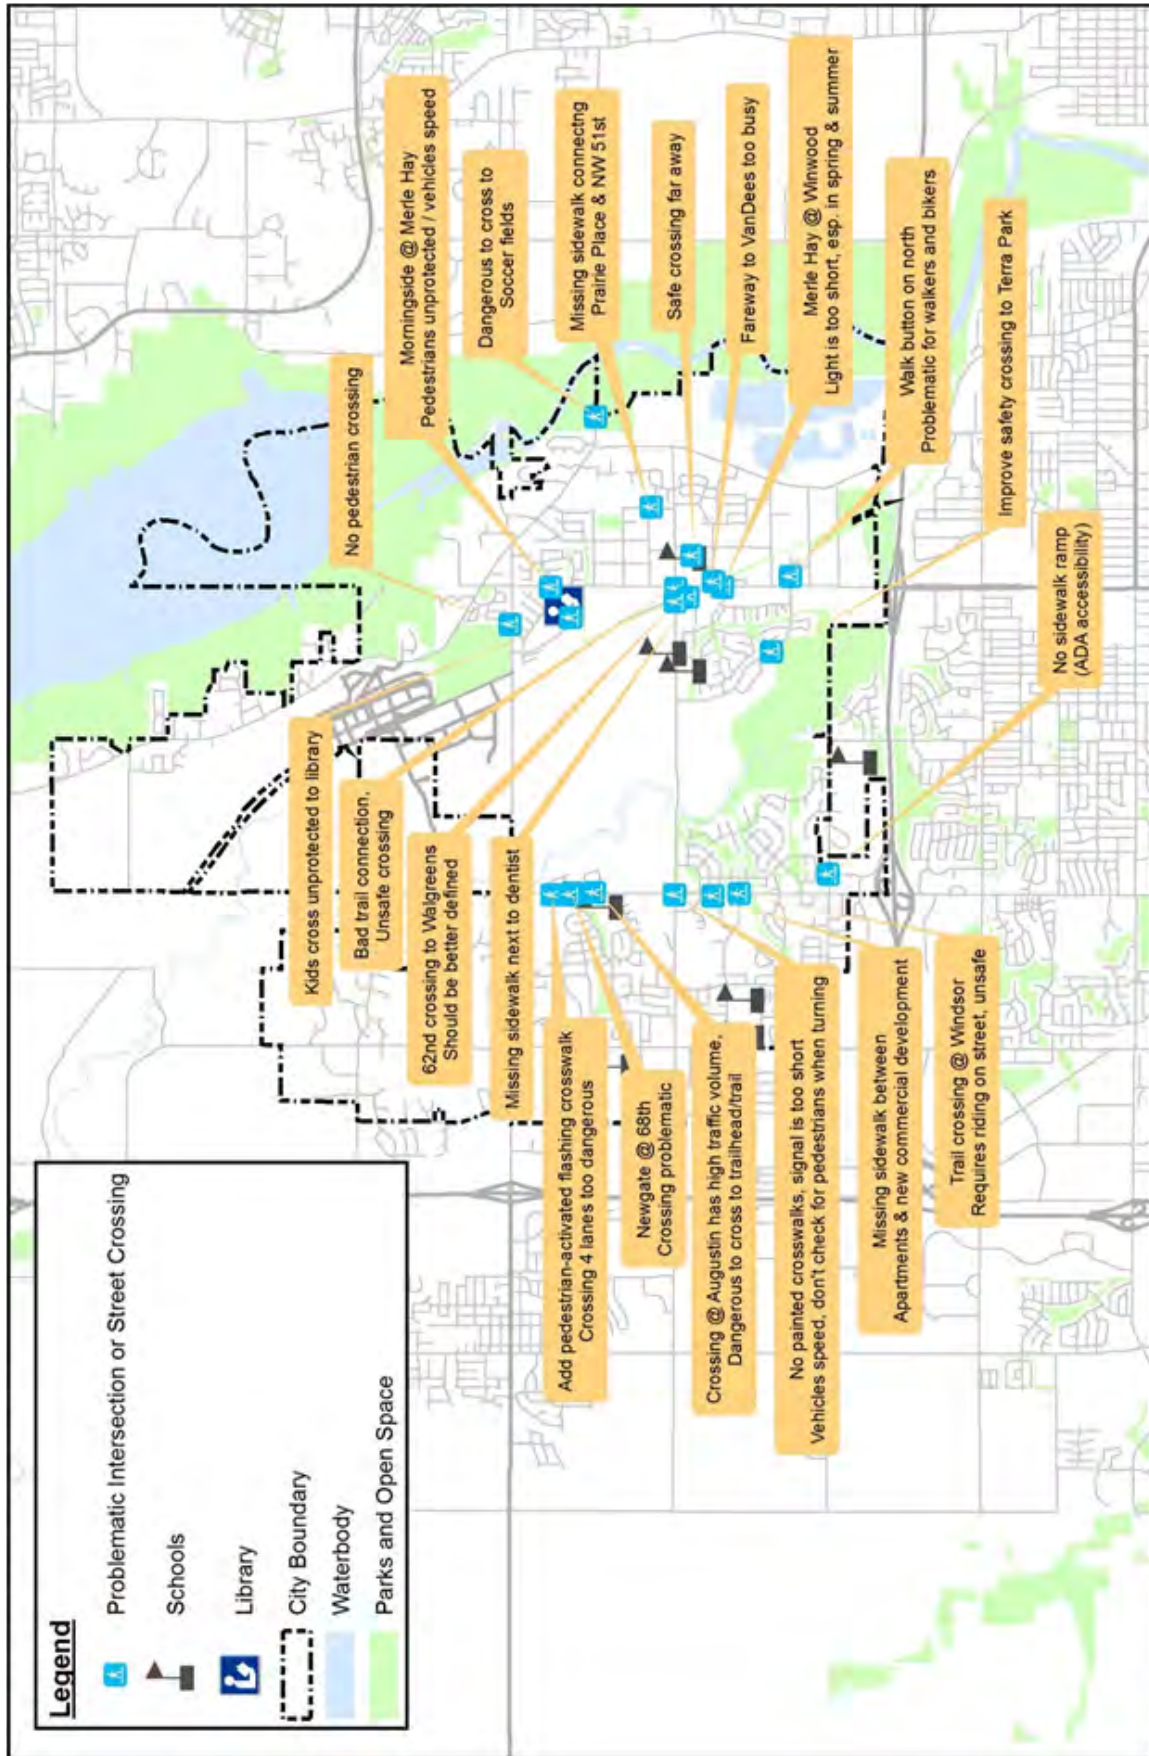 Legend
Problematic Intersection or Street Crossing
Schools
Library
City Boundary
Waterbody
Parks and Open Space
Kids cross unprotected to library
Bad trail connection,
Unsafe crossing
62nd crossing to Walgreens
Should be better defined
Missing sidewalk next to dentist
Add pedestrian-activated flashing crosswalk
Crossing 4 lanes too dangerous
Newgate @ 68th
Crossing problematic
Crossing @ Augustin has high traffic volume,
Dangerous to cross to trailhead/trail
No painted crosswalks, signal is too short
Vehicles speed, don't check for pedestrians when turning
Missing sidewalk between
Apartments & new commercial development
Trail crossing @ Windsor
Requires riding on street, unsafe
No pedestrian crossing
Morningside @ Merle Hay
Pedestrians unprotected / vehicles speed
Dangerous to cross to
Soccer fields
Missing sidewalk connectng
Prairie Place & NW 51st
Safe crossing far away
Fareway to VanDees too busy
Merle Hay @ Winwood
Light is too short, esp. in spring & summer
Walk button on north
Problematic for walkers and bikers
Improve safety crossing to Terra Park
No sidewalk ramp
(ADA accessibility)